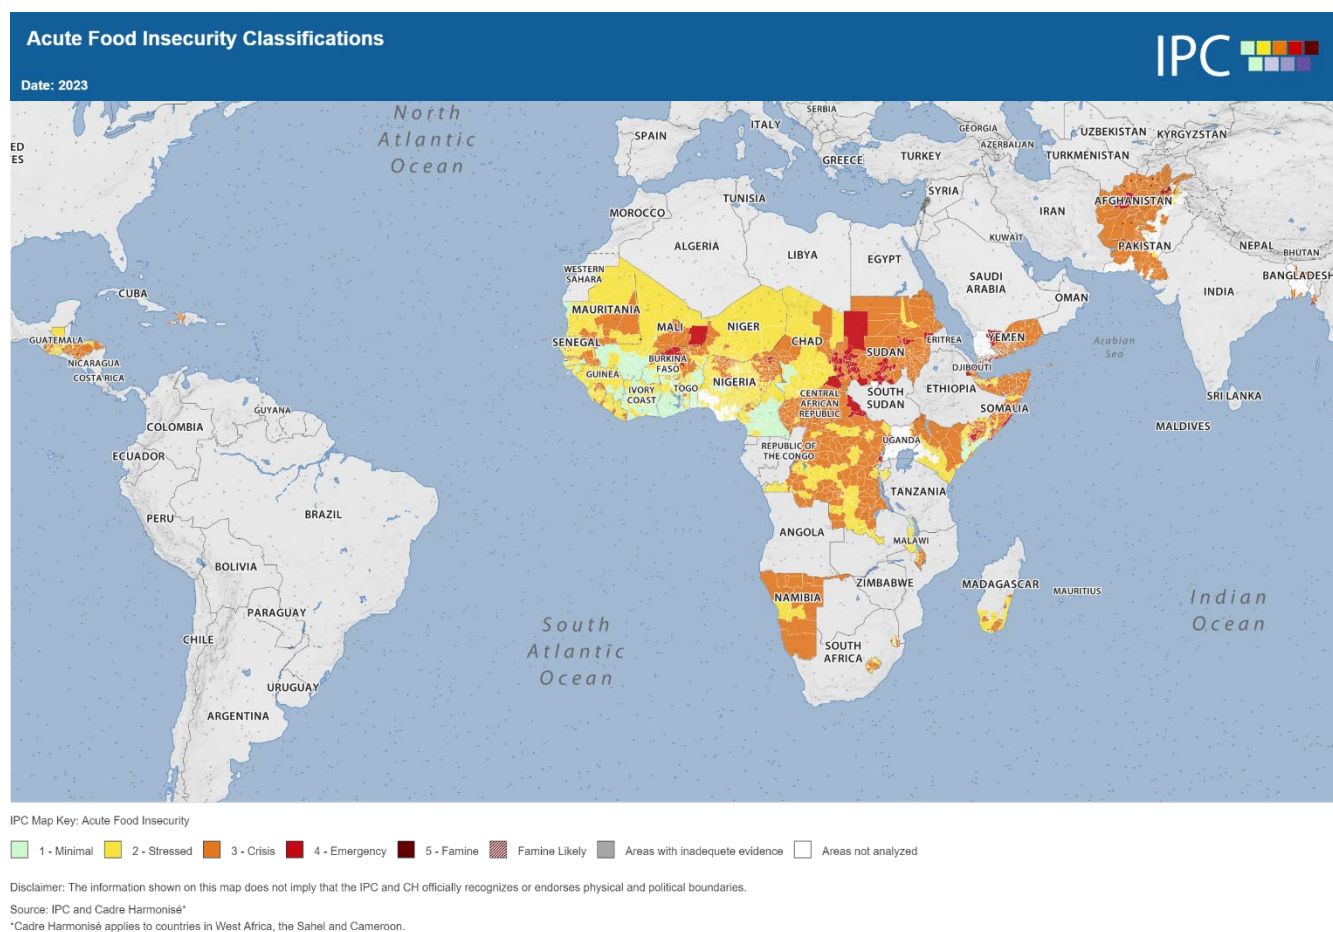 Acute Food Insecurity Classifications
IPC
Date: 2023
North
Atlantic
Ocean
SERBIA
ITALY
SPAIN
GEORGIA
UZBEKISTAN
KYRGYZSTAN
ED
ES
AZERBAIJAN
GREECE
TURKEY
TURKMENISTAN
SYRIA
TUNISIA
AFGHANISTAN
MOROCCO
IRAN
KUWAIT
ALGERIA
LIBYA
EGYPT
PAKISTAN
NEPAL
BHUTAN
WESTERN
SAHARA
SAUDI
ARABIA
BANGLADESH
CUBA
OMAN
INDIA
MAURITANIA
MALI
NIGER
GUATEMALA
SENEGAL
CHAD
SUDAN
ERITREA
YEMEN
Arabian
Sea
NICARAGUA
BURKINA
FASO
DJIBOUTI
COSTA RICA
GUINEA
TOGO
NIGERIA
ETHIOPIA
IVORY
COAST
CENTRAL
AFRICAN
REPUBLIC
SOUTH
SUDAN
SRI LANKA
GUYANA
SOMALIA
COLOMBIA
MALDIVES
UGANDA
REPUBLIC OF
THE CONGO
ECUADOR
TANZANIA
PERU
BRAZIL
ANGOLA
MALAWI
BOLIVIA
ZIMBABWE
MADAGASCAR
MAURITIUS
NAMIBIA
Indian
Ocean
PARAGUAY
South
Atlantic
Ocean
CHILE
SOUTH
AFRICA
URUGUAY
ARGENTINA
IPC Map Key: Acute Food Insecurity
1 - Minimal 2 - Stressed 3 - Crisis 4 - Emergency 5 - Famine Famine Likely Areas with inadequete evidence Areas not analyzed
Disclaimer: The information shown on this map does not imply that the IPC and CH officially recognizes or endorses physical and political boundaries.
Source: IPC and Cadre Harmonisé*
*Cadre Harmonisé applies to countries in West Africa, the Sahel and Cameroon.